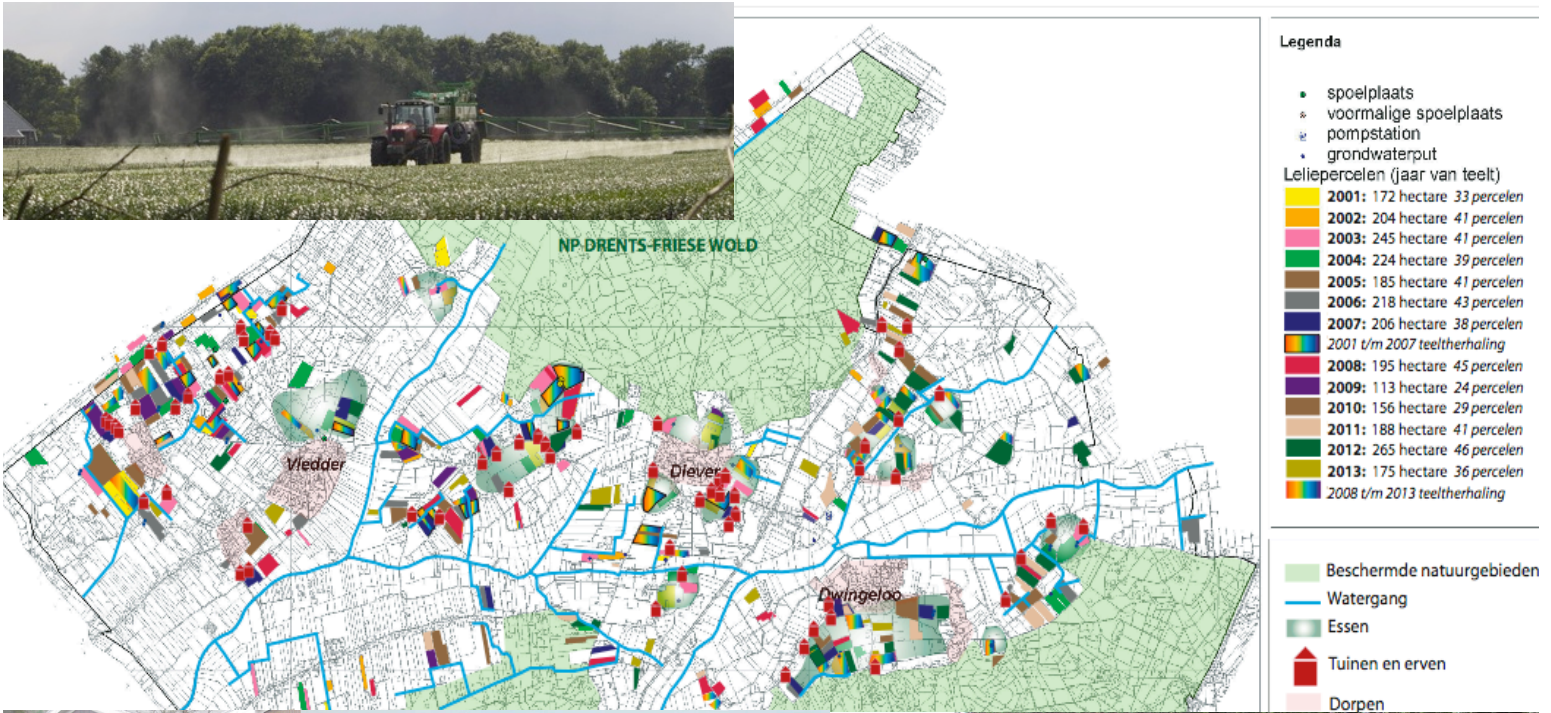 NP DRENTS-FRIESE WOLD
Vledder
Diever
Dwingeloo
Legenda
spoelplaats
voormalige spoelplaats
pompstation
grondwaterput
Leliepercelen (jaar van teelt)
2001: 172 hectare 33 percelen
2002: 204 hectare 41 percelen
2003: 245 hectare 41 percelen
2004: 224 hectare 39 percelen
2005: 185 hectare 41 percelen
2006: 218 hectare 43 percelen
2007: 206 hectare 38 percelen
2001 t/m 2007 teeltherhaling
2008: 195 hectare 45 percelen
2009: 113 hectare 24 percelen
2010: 156 hectare 29 percelen
2011: 188 hectare 41 percelen
2012: 265 hectare 46 percelen
2013: 175 hectare 36 percelen
2008 t/m 2013 teeltherhaling
Beschermde natuurgebieden
Watergang
Essen
Tuinen en erven
Dorpen